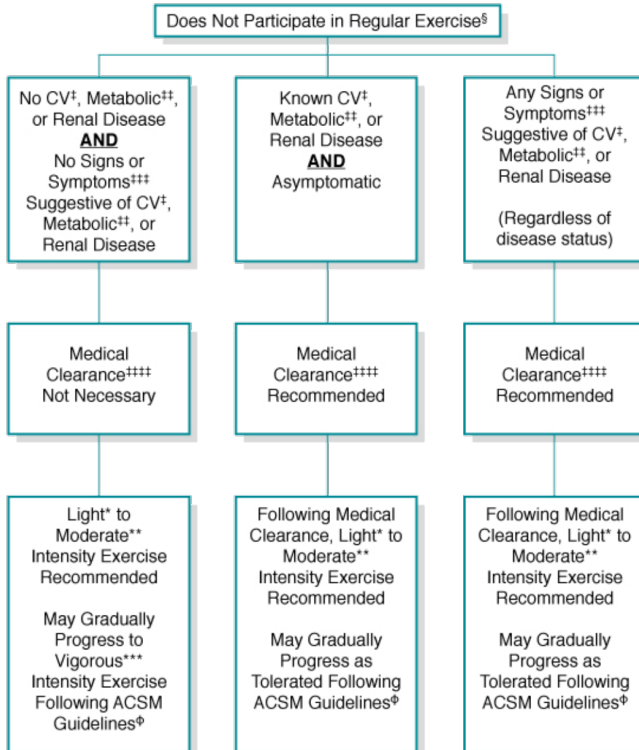 Does Not Participate in Regular Exercise§
No CV‡, Metabolic‡‡,
or Renal Disease
AND
No Signs or
Symptoms‡‡‡
Suggestive of CV‡,
Metabolic‡‡, or
Renal Disease
Known CV‡,
Metabolic‡‡, or
Renal Disease
AND
Asymptomatic
Any Signs or
Symptoms‡‡‡
Suggestive of CV‡,
Metabolic‡‡, or
Renal Disease
(Regardless of
disease status)
Medical
Clearance‡‡‡‡
Not Necessary
Medical
Clearance‡‡‡‡
Recommended
Medical
Clearance‡‡‡‡
Recommended
Light* to
Moderate**
Intensity Exercise
Recommended
May Gradually
Progress to
Vigorous***
Intensity Exercise
Following ACSM
Guidelinesᶲ
Following Medical
Clearance, Light* to
Moderate**
Intensity Exercise
Recommended
May Gradually
Progress as
Tolerated Following
ACSM Guidelinesᶲ
Following Medical
Clearance, Light* to
Moderate**
Intensity Exercise
Recommended
May Gradually
Progress as
Tolerated Following
ACSM Guidelinesᶲ